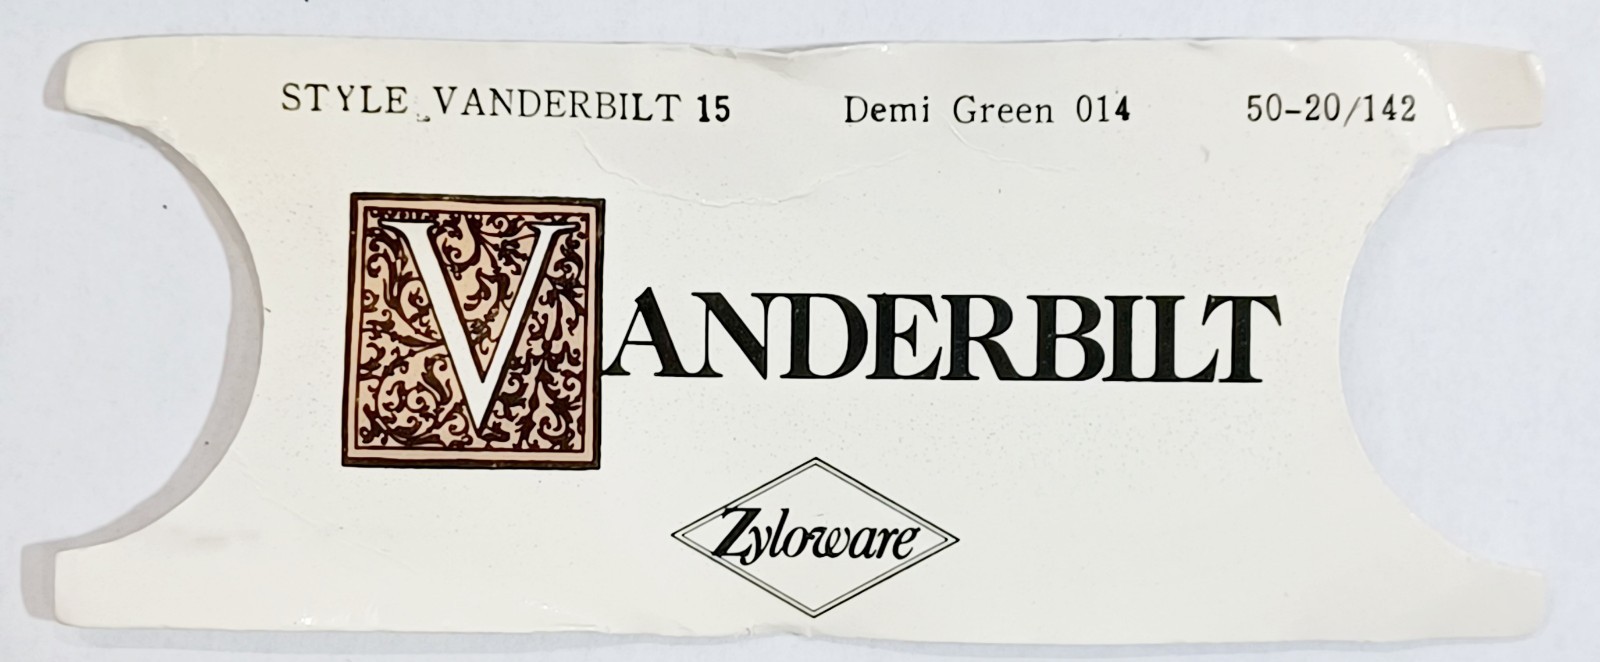 STYLE VANDERBILT 15 Demi Green 014 50-20/142
VANDERBILT
Zyloware